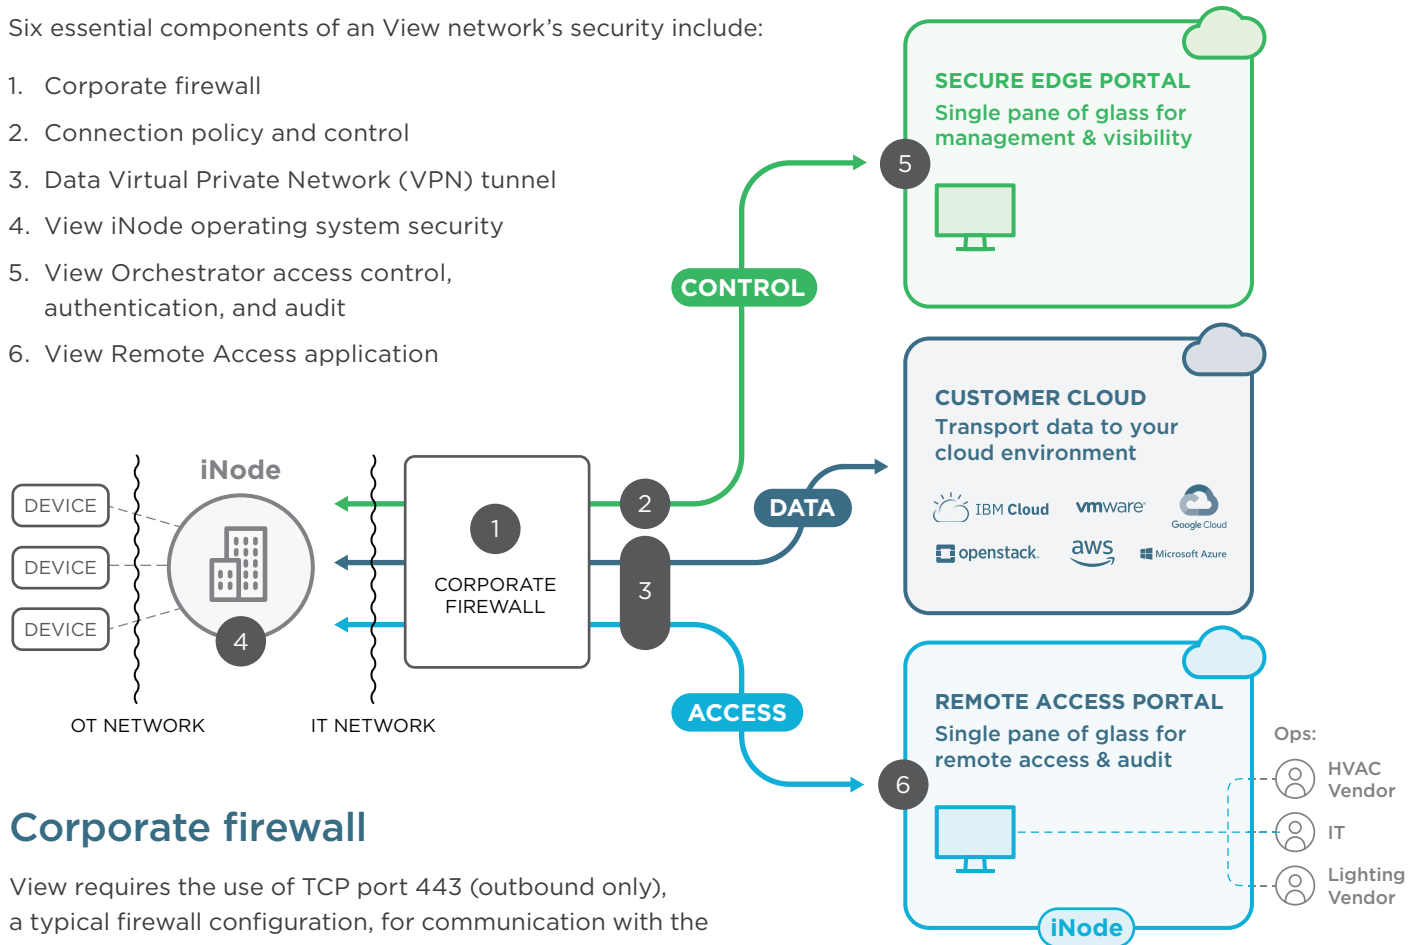 Six essential components of an View network’s security include:
1. Corporate firewall
2. Connection policy and control
3. Data Virtual Private Network (VPN) tunnel
4. View iNode operating system security
5. View Orchestrator access control,
authentication, and audit
6. View Remote Access application
SECURE EDGE PORTAL
Single pane of glass for
management & visibility
5
CONTROL
CUSTOMER CLOUD
Transport data to your
cloud environment
IBM Cloud
vmware®
Google Cloud
openstack.
aws
Microsoft Azure
iNode
DEVICE
DEVICE
DEVICE
4
OT NETWORK
IT NETWORK
1
CORPORATE
FIREWALL
2
3
DATA
ACCESS
REMOTE ACCESS PORTAL
Single pane of glass for
remote access & audit
6
iNode
Ops:
HVAC
Vendor
IT
Lighting
Vendor
Corporate firewall
View requires the use of TCP port 443 (outbound only),
a typical firewall configuration, for communication with the